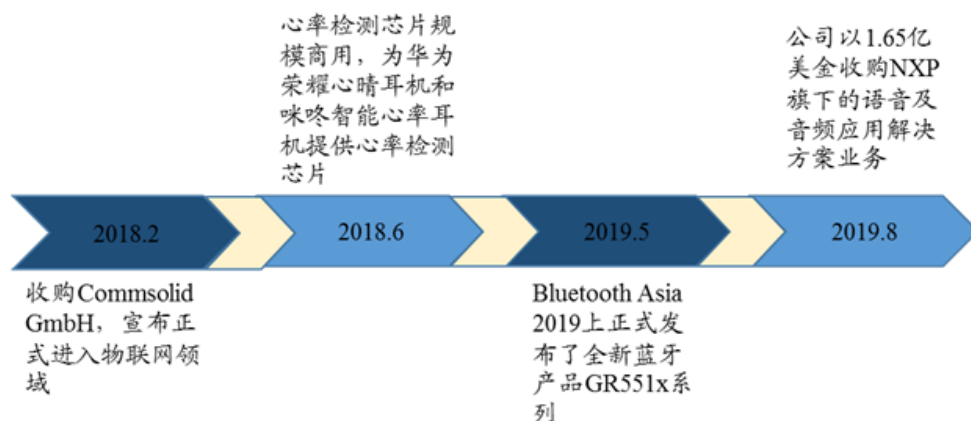 心率检测芯片规
模商用，为华为
荣耀心晴耳机和
咪咚智能心率耳
机提供心率检测
芯片
公司以1.65亿
美金收购NXP
旗下的语音及
音频应用解决
方案业务
2018.2
2018.6
2019.5
2019.8
收购Commsolid
GmbH，宣布正
式进入物联网领
域
Bluetooth Asia
2019上正式发
布了全新蓝牙
产品GR551x系
列